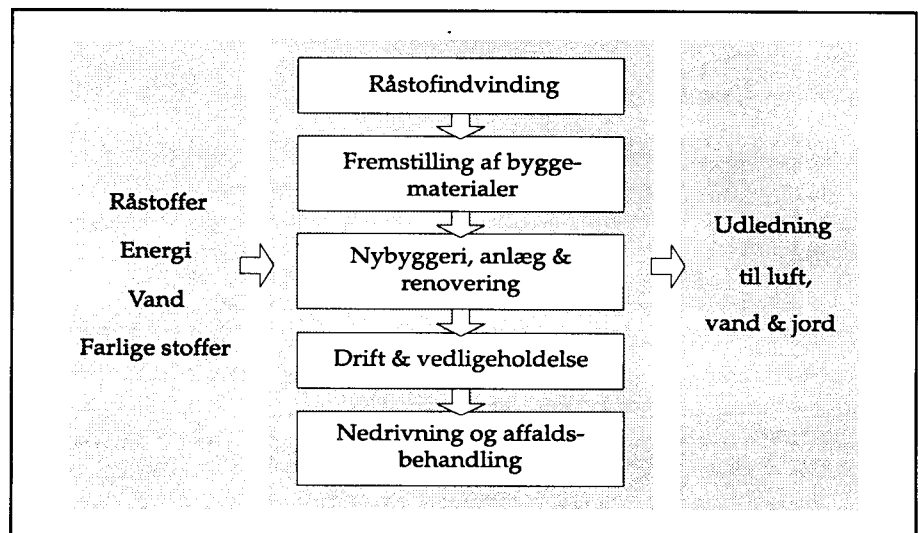 Råstofindvinding
Fremstilling af bygge-
materialer
Råstoffer
Energi
Vand
Farlige stoffer
Nybyggeri, anlæg &
renovering
Udledning
til luft,
vand & jord
Drift & vedligeholdelse
Nedrivning og affalds-
behandling